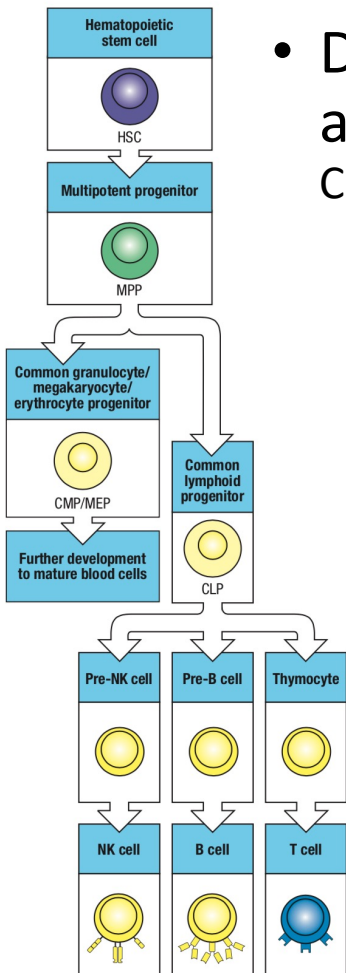 Hematopoietic
stem cell
HSC
Multipotent progenitor
MPP
Common granulocyte/
megakaryocyte/
erythrocyte progenitor
CMP/MEP
Further development
to mature blood cells
Common
lymphoid
progenitor
CLP
Pre-NK cell
Pre-B cell
Thymocyte
NK cell
B cell
T cell
• D
a
c